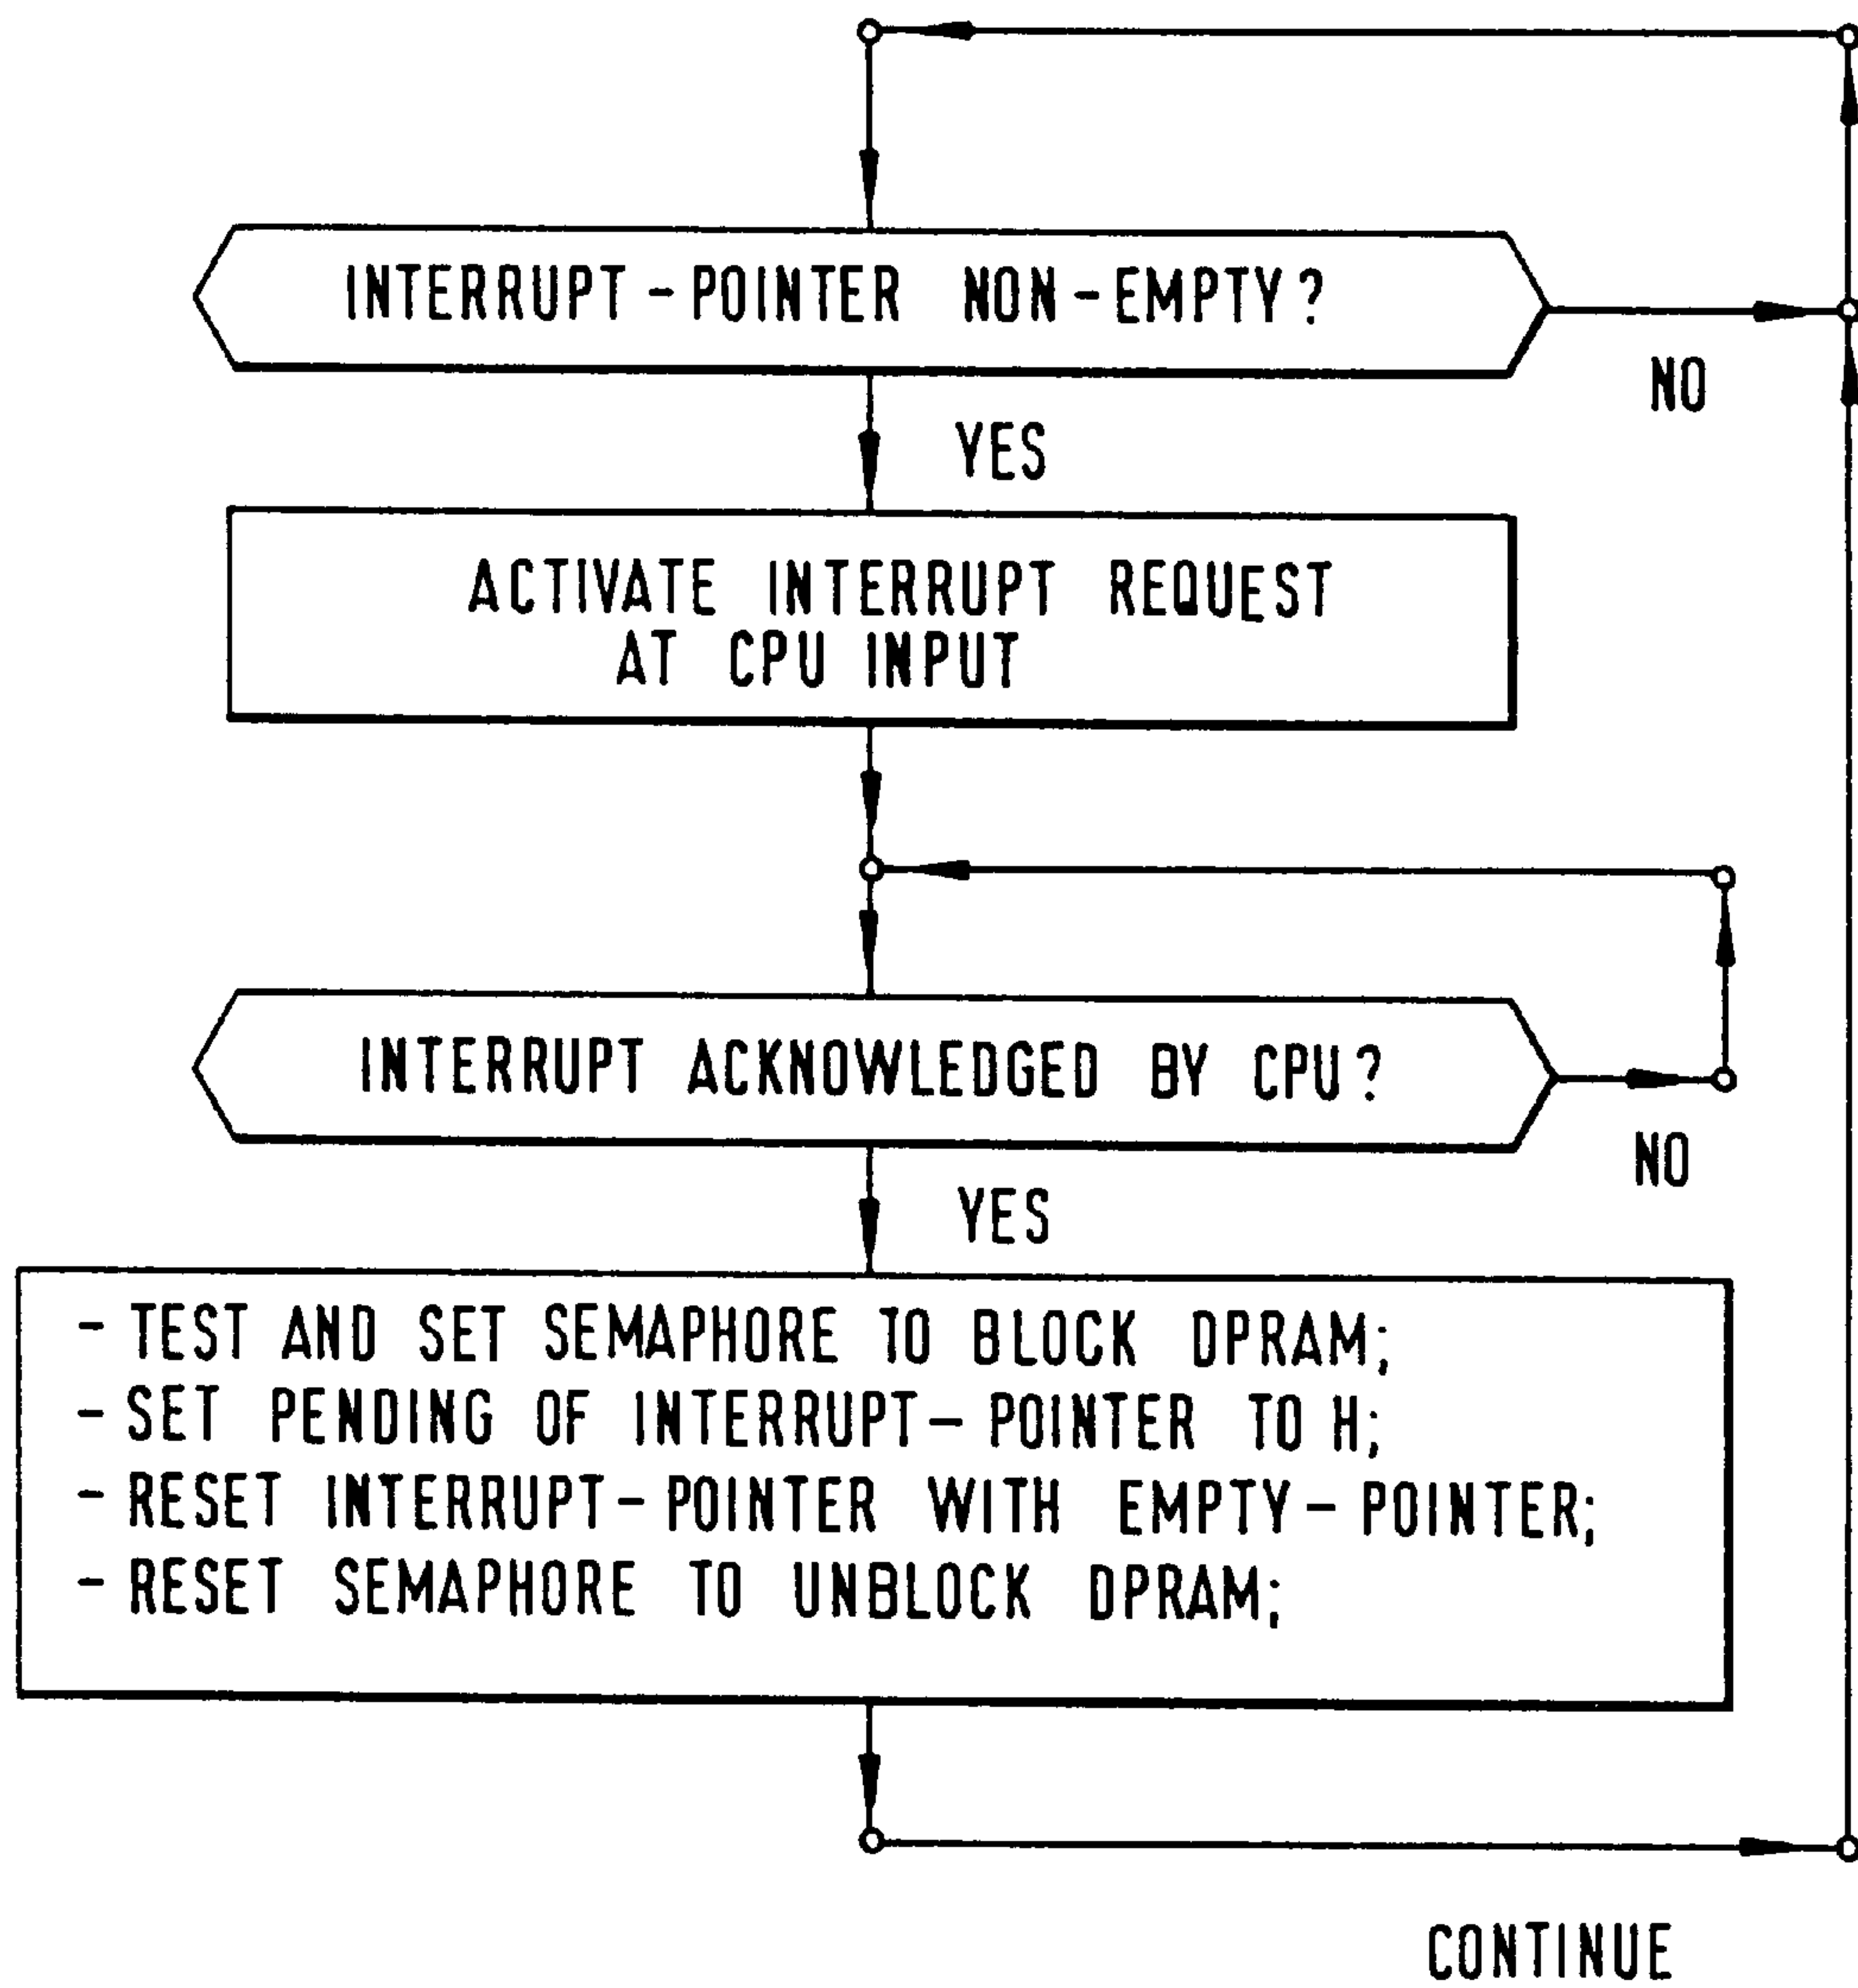 INTERRUPT-POINTER NON-EMPTY?
NO
YES
ACTIVATE INTERRUPT REQUEST
AT CPU INPUT
INTERRUPT ACKNOWLEDGED BY CPU?
NO
YES
- TEST AND SET SEMAPHORE TO BLOCK DPRAM;
- SET PENDING OF INTERRUPT-POINTER TO H;
- RESET INTERRUPT-POINTER WITH EMPTY-POINTER;
- RESET SEMAPHORE TO UNBLOCK DPRAM;
CONTINUE